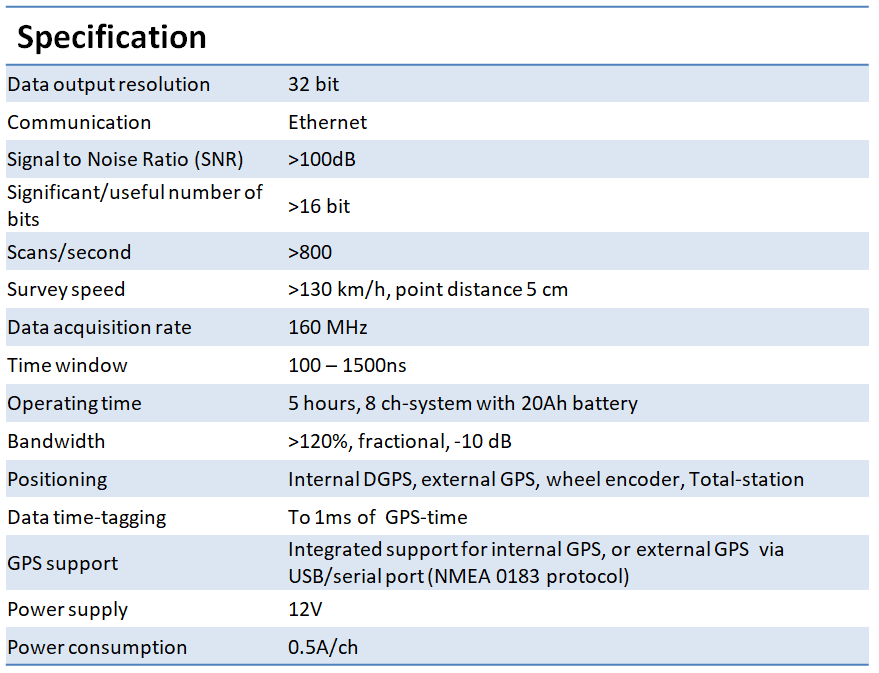 Specification
Data output resolution 32 bit
Communication Ethernet
Signal to Noise Ratio (SNR) >100dB
Significant/useful number of
bits >16 bit
Scans/second >800
Survey speed >130 km/h, point distance 5 cm
Data acquisition rate 160 MHz
Time window 100 – 1500ns
Operating time 5 hours, 8 ch-system with 20Ah battery
Bandwidth >120%, fractional, -10 dB
Positioning Internal DGPS, external GPS, wheel encoder, Total-station
Data time-tagging To 1ms of GPS-time
GPS support Integrated support for internal GPS, or external GPS via
USB/serial port (NMEA 0183 protocol)
Power supply 12V
Power consumption 0.5A/ch